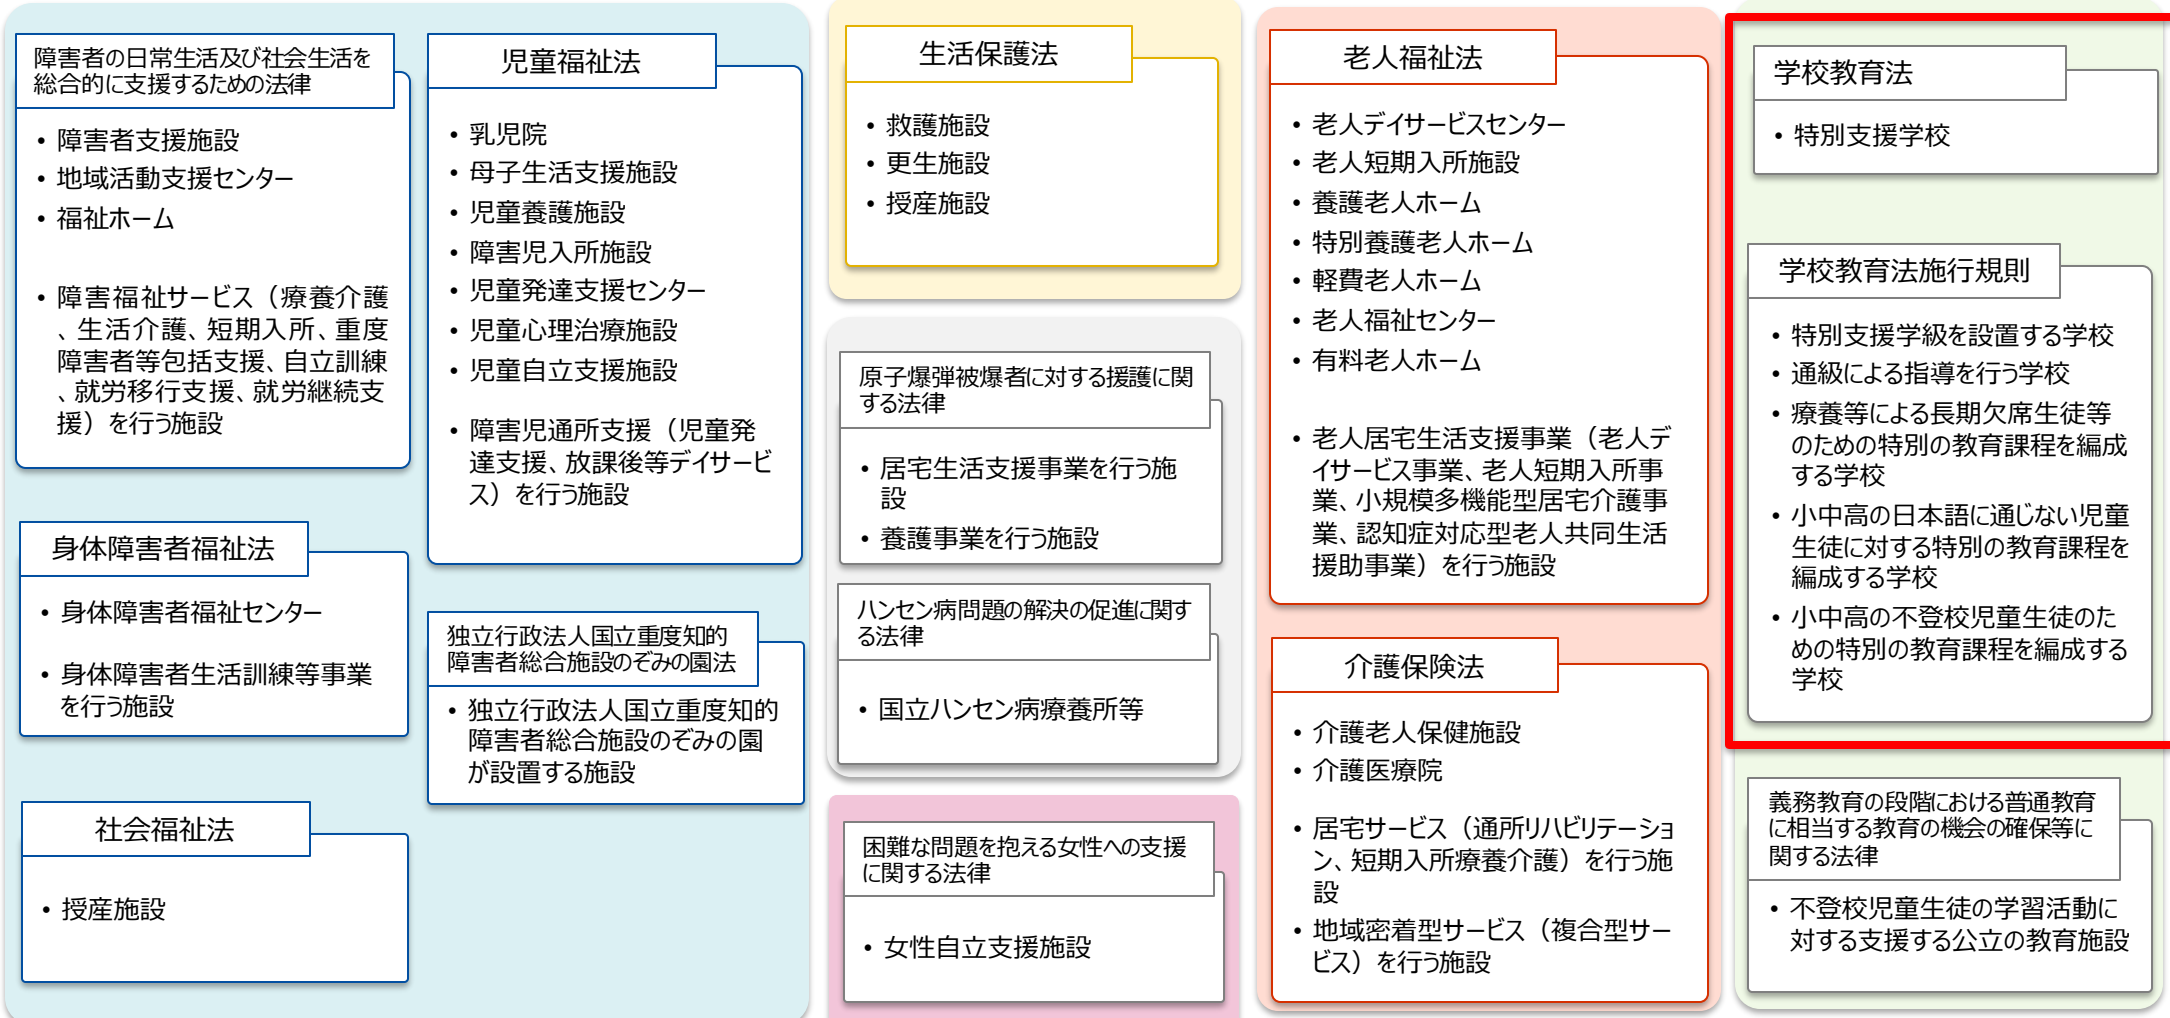 障害者の日常生活及び社会生活を
総合的に支援するための法律
• 障害者支援施設
• 地域活動支援センター
• 福祉ホーム
• 障害福祉サービス（療養介護
、生活介護、短期入所、重度
障害者等包括支援、自立訓練
、就労移行支援、就労継続支
援）を行う施設
身体障害者福祉法
• 身体障害者福祉センター
• 身体障害者生活訓練等事業
を行う施設
社会福祉法
• 授産施設
児童福祉法
• 乳児院
• 母子生活支援施設
• 児童養護施設
• 障害児入所施設
• 児童発達支援センター
• 児童心理治療施設
• 児童自立支援施設
• 障害児通所支援（児童発
達支援、放課後等デイサービ
ス）を行う施設
独立行政法人国立重度知的
障害者総合施設のぞみの園法
• 独立行政法人国立重度知的
障害者総合施設のぞみの園
が設置する施設
生活保護法
• 救護施設
• 更生施設
• 授産施設
原子爆弾被爆者に対する援護に関
する法律
• 居宅生活支援事業を行う施
設
• 養護事業を行う施設
ハンセン病問題の解決の促進に関す
る法律
• 国立ハンセン病療養所等
困難な問題を抱える女性への支援
に関する法律
• 女性自立支援施設
老人福祉法
• 老人デイサービスセンター
• 老人短期入所施設
• 養護老人ホーム
• 特別養護老人ホーム
• 軽費老人ホーム
• 老人福祉センター
• 有料老人ホーム
• 老人居宅生活支援事業（老人デ
イサービス事業、老人短期入所事
業、小規模多機能型居宅介護事
業、認知症対応型老人共同生活
援助事業）を行う施設
介護保険法
• 介護老人保健施設
• 介護医療院
• 居宅サービス（通所リハビリテーショ
ン、短期入所療養介護）を行う施
設
• 地域密着型サービス（複合型サー
ビス）を行う施設
学校教育法
• 特別支援学校
学校教育法施行規則
• 特別支援学級を設置する学校
• 通級による指導を行う学校
• 療養等による長期欠席生徒等
のための特別の教育課程を編成
する学校
• 小中高の日本語に通じない児童
生徒に対する特別の教育課程を
編成する学校
• 小中高の不登校児童生徒のた
めの特別の教育課程を編成する
学校
義務教育の段階における普通教育
に相当する教育の機会の確保等に
関する法律
• 不登校児童生徒の学習活動に
対する支援する公立の教育施設